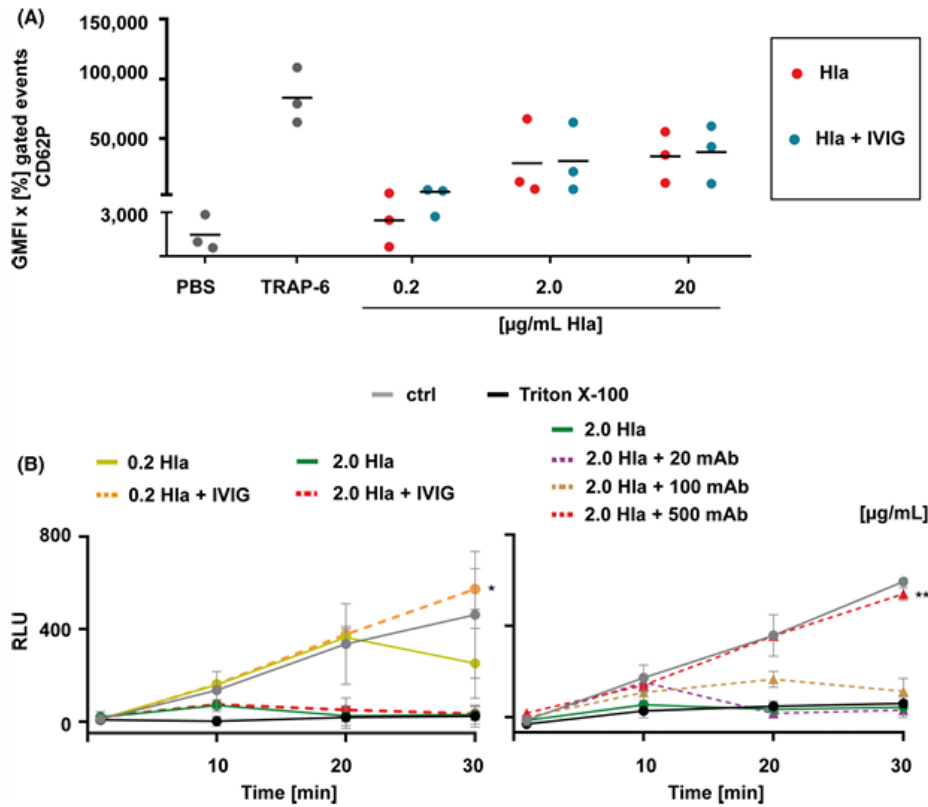 (A)
150,000
100,000
50,000
3,000
GMFI x [%] gated events
CD62P
PBS
TRAP-6
0.2
2.0
20
[µg/mL Hla]
Hla
Hla + IVIG
ctrl
Triton X-100
(B)
0.2 Hla
2.0 Hla
0.2 Hla + IVIG
2.0 Hla + IVIG
2.0 Hla
2.0 Hla + 20 mAb
2.0 Hla + 100 mAb
2.0 Hla + 500 mAb
[µg/mL]
800
400
0
RLU
*
**
10
20
30
Time [min]
10
20
30
Time [min]